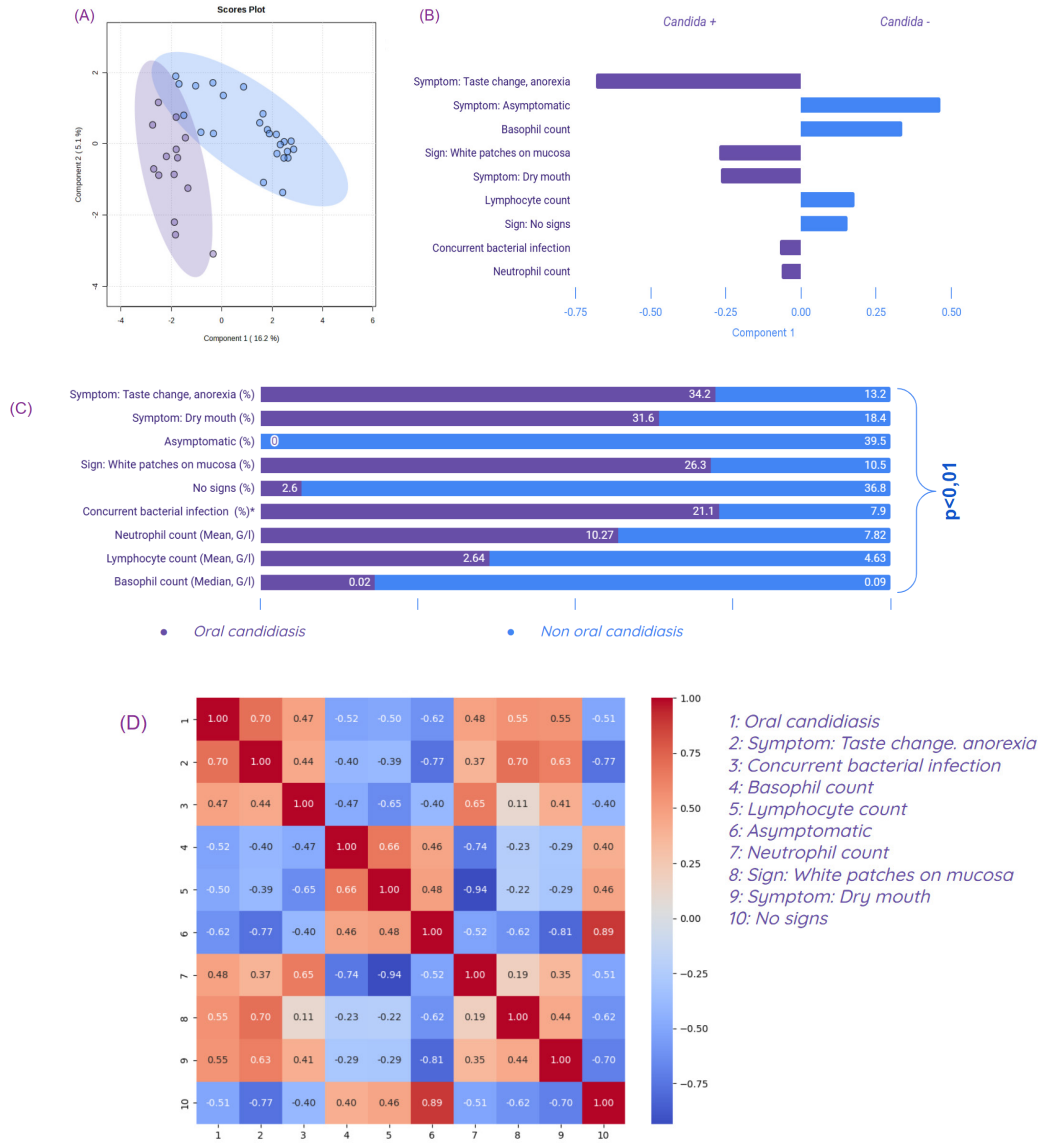 (A)
Scores Plot
Component 2 ( 5.1 %)
2
0
-2
-4
-4 -2 0 2 4 6
Component 1 ( 16.2 %)
(B)
Candida + Candida -
Symptom: Taste change, anorexia
Symptom: Asymptomatic
Basophil count
Sign: White patches on mucosa
Symptom: Dry mouth
Lymphocyte count
Sign: No signs
Concurrent bacterial infection
Neutrophil count
-0.75 -0.50 -0.25 0.00 0.25 0.50
Component 1
(C)
Symptom: Taste change, anorexia (%) 34.2 13.2
Symptom: Dry mouth (%) 31.6 18.4
Asymptomatic (%) 0 39.5
Sign: White patches on mucosa (%) 26.3 10.5
No signs (%) 2.6 36.8
Concurrent bacterial infection (%)* 21.1 7.9
Neutrophil count (Mean, G/l) 10.27 7.82
Lymphocyte count (Mean, G/l) 2.64 4.63
Basophil count (Median, G/l) 0.02 0.09
p<0,01
Oral candidiasis Non oral candidiasis
(D)
1 1.00 0.70 0.47 -0.52 -0.50 -0.62 0.48 0.55 0.55 -0.51
2 0.70 1.00 0.44 -0.40 -0.39 -0.77 0.37 0.70 0.63 -0.77
3 0.47 0.44 1.00 -0.47 -0.65 -0.40 0.65 0.11 0.41 -0.40
4 -0.52 -0.40 -0.47 1.00 0.66 0.46 -0.74 -0.23 -0.29 0.40
5 -0.50 -0.39 -0.65 0.66 1.00 0.48 -0.94 -0.22 -0.29 0.46
6 -0.62 -0.77 -0.40 0.46 0.48 1.00 -0.52 -0.62 -0.81 0.89
7 0.48 0.37 0.65 -0.74 -0.94 -0.52 1.00 0.19 0.35 -0.51
8 0.55 0.70 0.11 -0.23 -0.22 -0.62 0.19 1.00 0.44 -0.62
9 0.55 0.63 0.41 -0.29 -0.29 -0.81 0.35 0.44 1.00 -0.70
10 -0.51 -0.77 -0.40 0.40 0.46 0.89 -0.51 -0.62 -0.70 1.00
1 2 3 4 5 6 7 8 9 10
1.00
0.75
0.50
0.25
0.00
−0.25
−0.50
−0.75
1: Oral candidiasis
2: Symptom: Taste change. anorexia
3: Concurrent bacterial infection
4: Basophil count
5: Lymphocyte count
6: Asymptomatic
7: Neutrophil count
8: Sign: White patches on mucosa
9: Symptom: Dry mouth
10: No signs